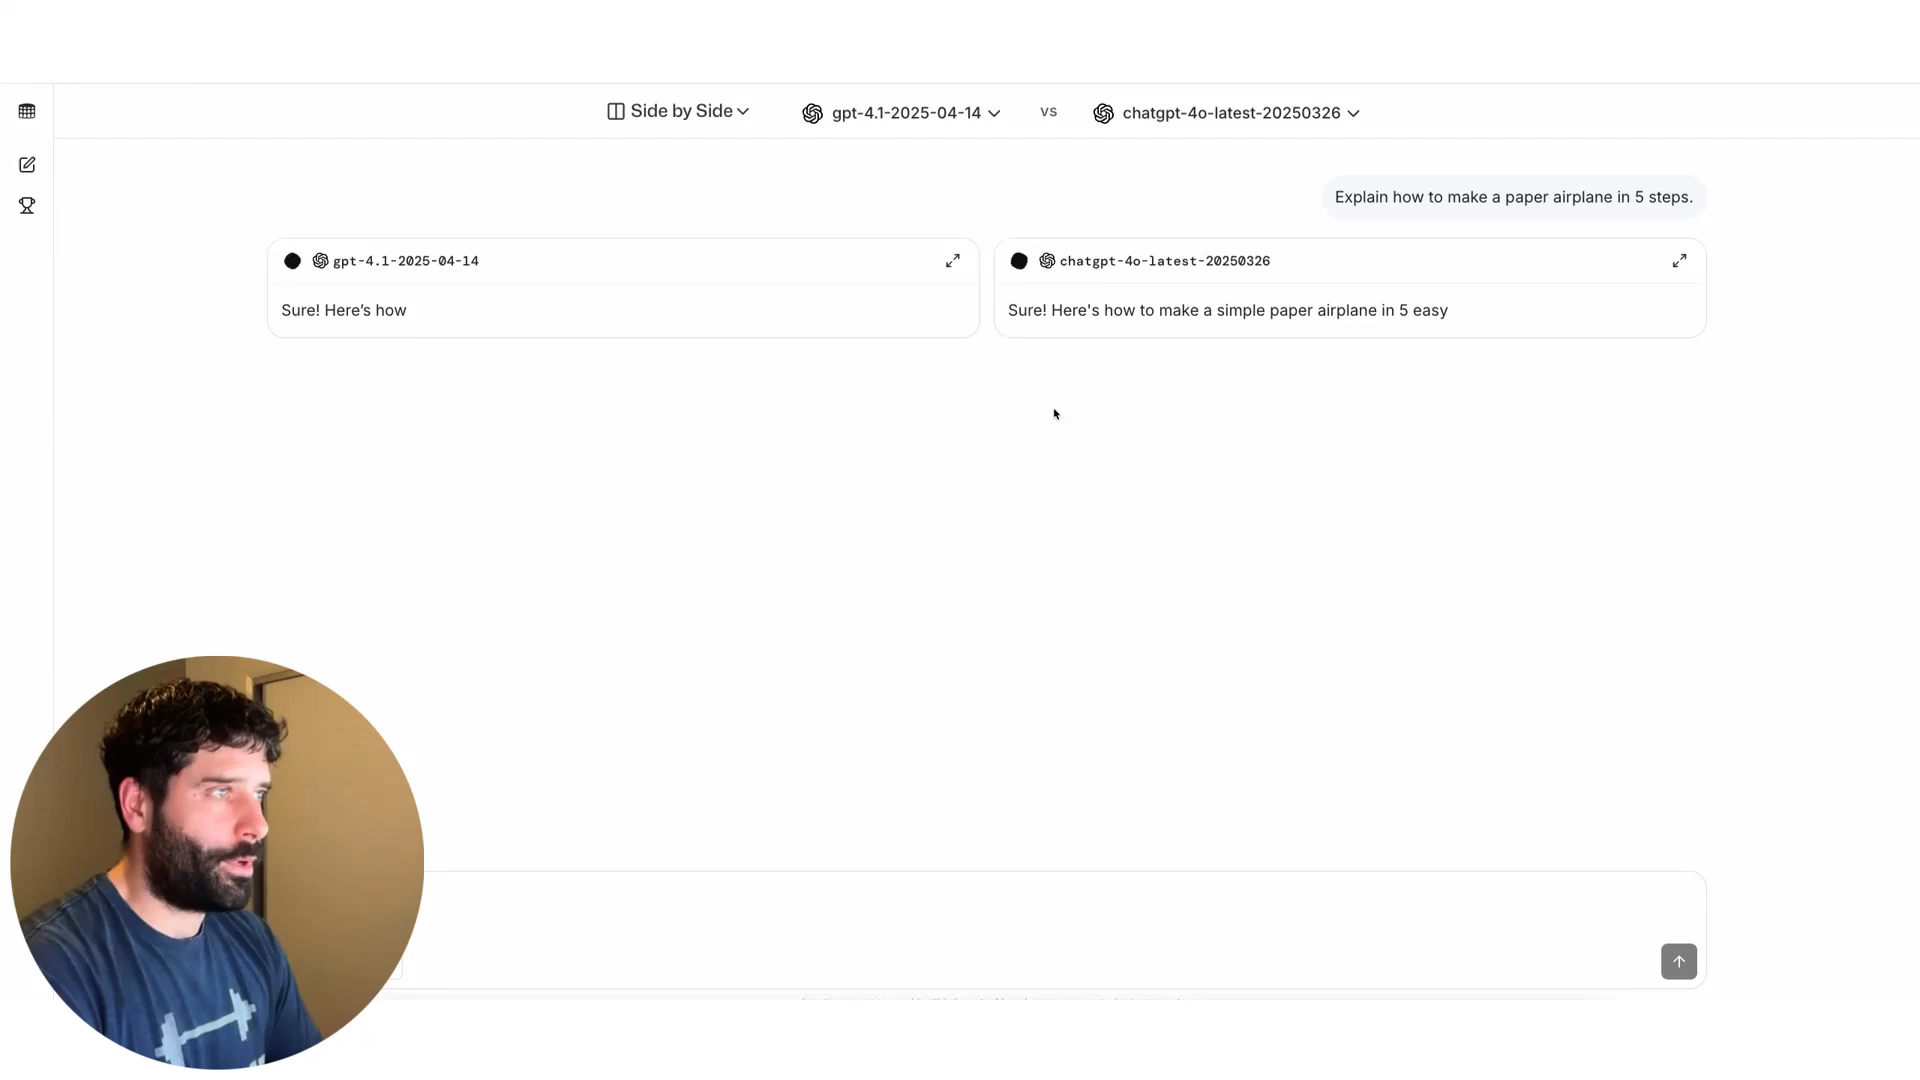 Side by Side
gpt-4.1-2025-04-14
VS
chatgpt-4o-latest-20250326
Explain how to make a paper airplane in 5 steps.
gpt-4.1-2025-04-14
Sure! Here’s how
chatgpt-4o-latest-20250326
Sure! Here's how to make a simple paper airplane in 5 easy